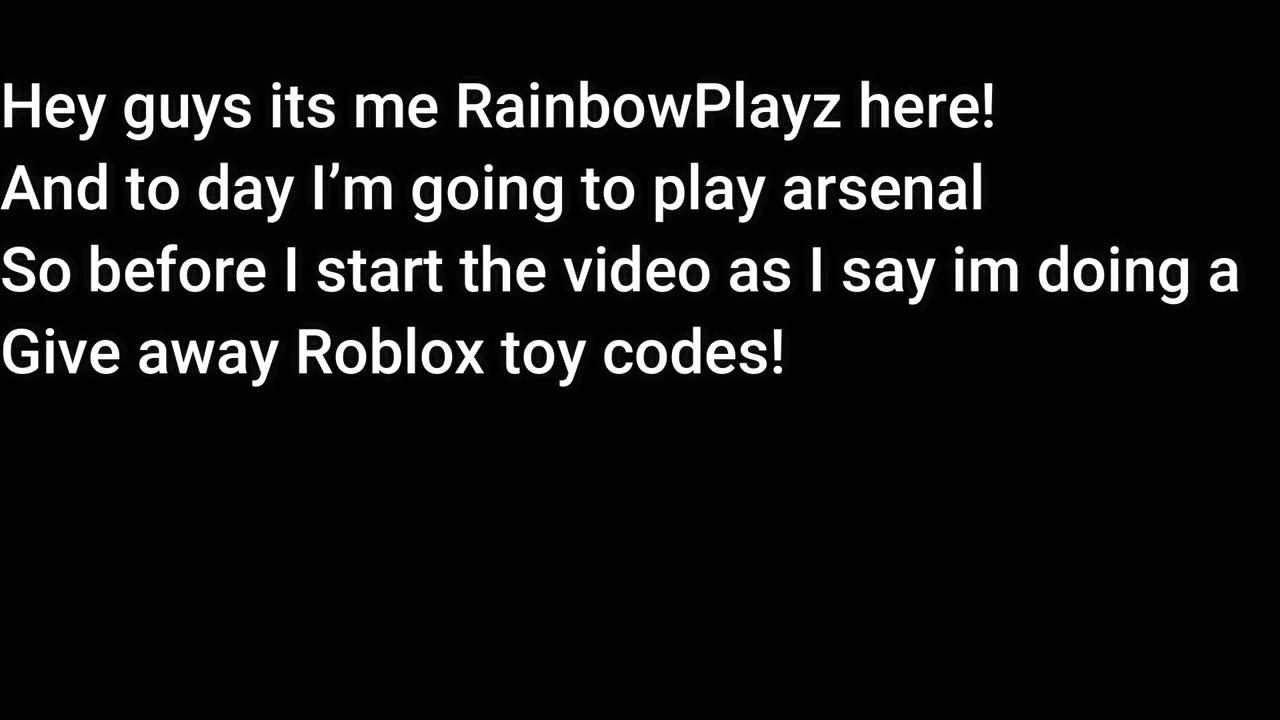 Hey guys its me RainbowPlayz here!
And to day I’m going to play arsenal
So before I start the video as I say im doing a
Give away Roblox toy codes!